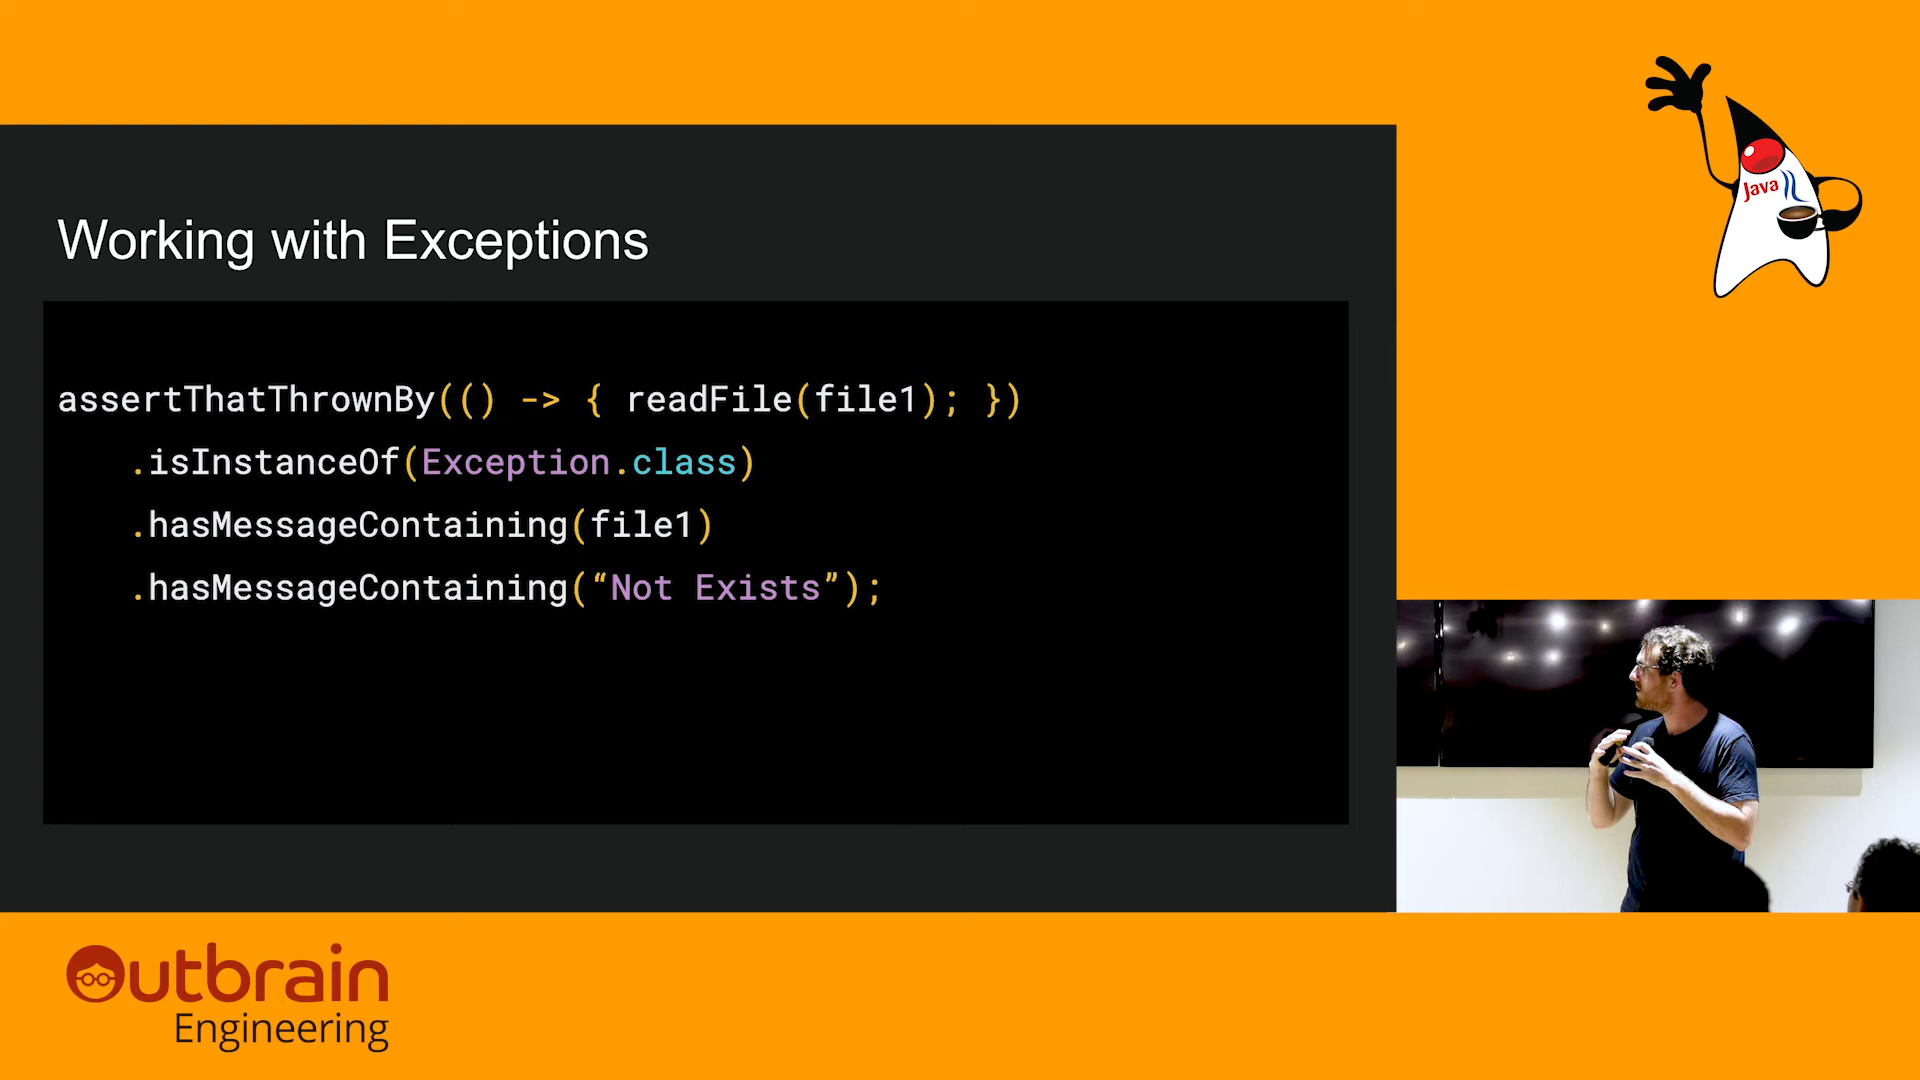 Working with Exceptions
assertThatThrownBy(() -> { readFile(file1); })
.isInstanceOf(Exception.class)
.hasMessageContaining(file1)
.hasMessageContaining(“Not Exists”);
Java
Outbrain
Engineering